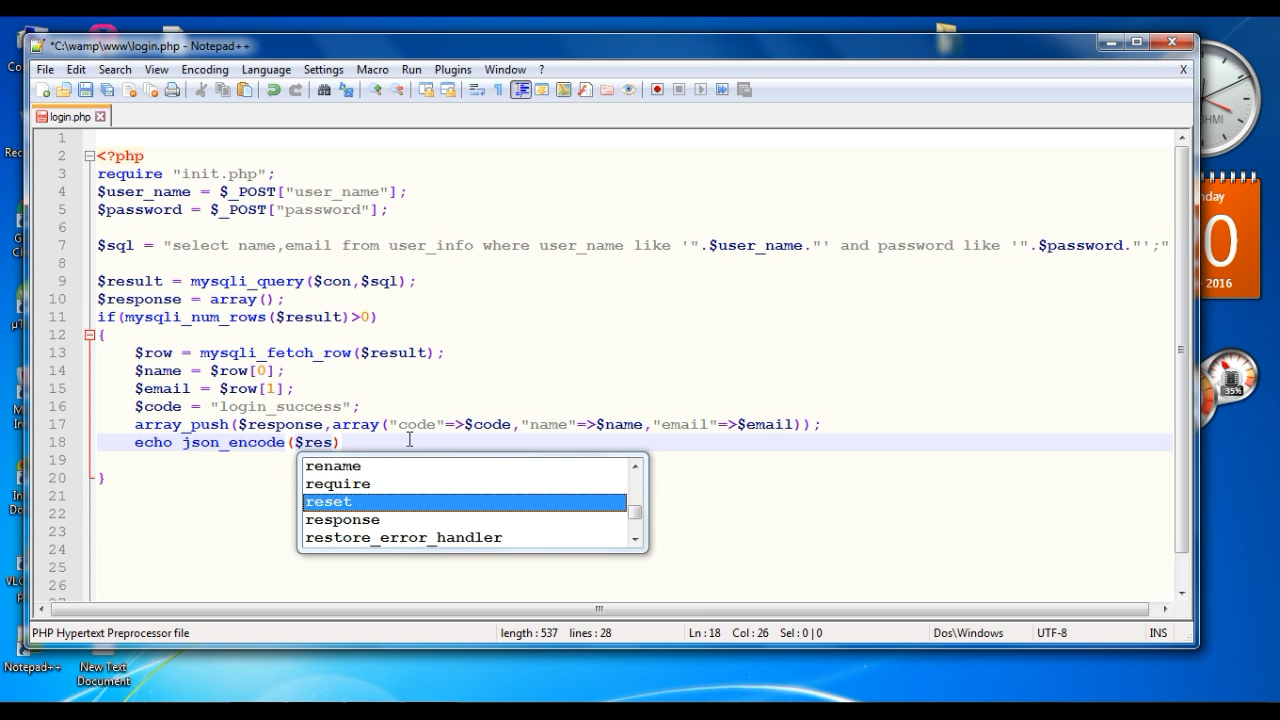 *C:\wamp\www\login.php - Notepad++
File Edit Search View Encoding Language Settings Macro Run Plugins Window ? X
login.php
1
2 <?php
3 require "init.php";
4 $user_name = $_POST["user_name"];
5 $password = $_POST["password"];
6
7 $sql = "select name,email from user_info where user_name like '".$user_name."' and password like '".$password."';"
8
9 $result = mysqli_query($con,$sql);
10 $response = array();
11 if(mysqli_num_rows($result)>0)
12 {
13 $row = mysqli_fetch_row($result);
14 $name = $row[0];
15 $email = $row[1];
16 $code = "login_success";
17 array_push($response,array("code"=>$code,"name"=>$name,"email"=>$email));
18 echo json_encode($res)
19
20 }
21
22
23
24
25
26
rename
require
reset
response
restore_error_handler
PHP Hypertext Preprocessor file length : 537 lines : 28 Ln : 18 Col : 26 Sel : 0 | 0 Dos\Windows UTF-8 INS
Notepad++
New Text
Document
2016
35%